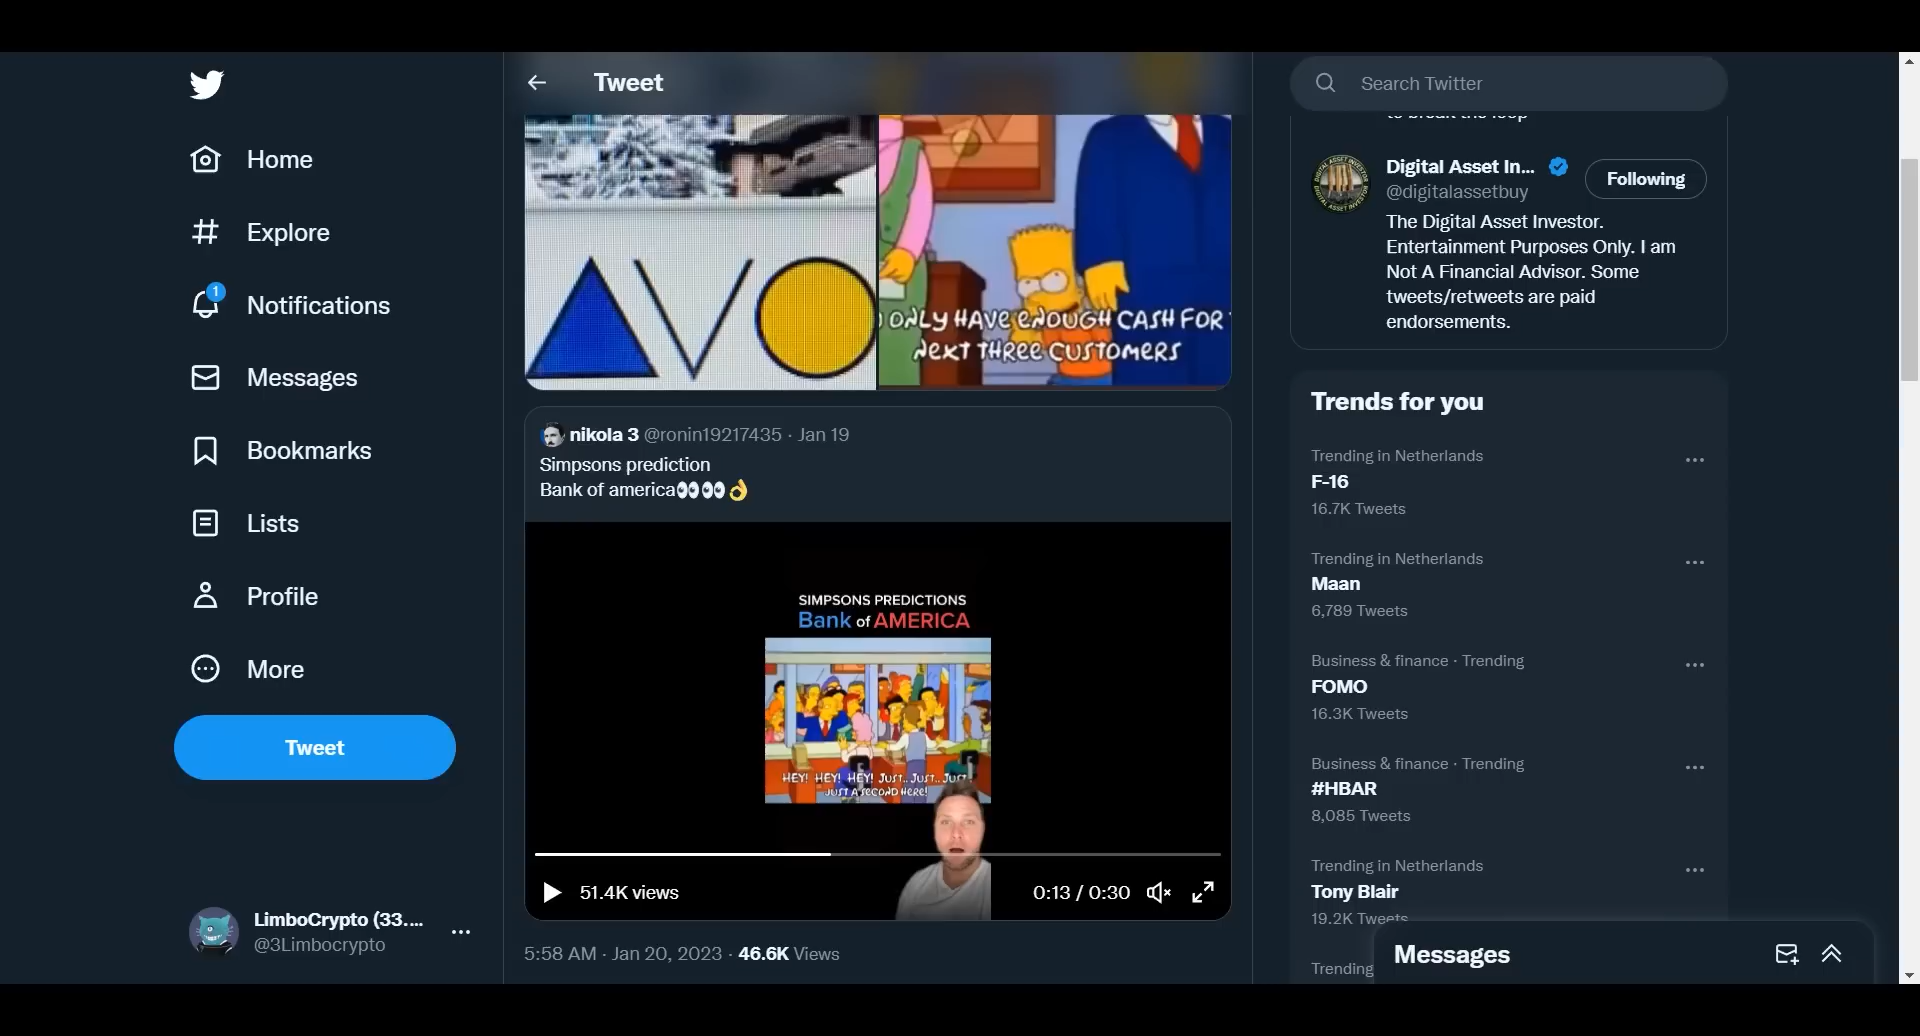 Home
Explore
1
Notifications
Messages
Bookmarks
Lists
Profile
More
Tweet
LimboCrypto (33....
@3Limbocrypto
Tweet
AVO
ONLY HAVE ENOUGH CASH FOR
NEXT THREE CUSTOMERS
nikola 3 @ronin19217435 · Jan 19
Simpsons prediction
Bank of america👀👀👌
SIMPSONS PREDICTIONS
Bank of AMERICA
HEY! HEY! HEY! JUST.. JUST.. JUST..
JUST A SECOND HERE!
51.4K views
0:13 / 0:30
5:58 AM · Jan 20, 2023 · 46.6K Views
Search Twitter
to break the loop
Digital Asset In...
@digitalassetbuy
Following
The Digital Asset Investor.
Entertainment Purposes Only. I am
Not A Financial Advisor. Some
tweets/retweets are paid
endorsements.
Trends for you
Trending in Netherlands
F-16
16.7K Tweets
Trending in Netherlands
Maan
6,789 Tweets
Business & finance · Trending
FOMO
16.3K Tweets
Business & finance · Trending
#HBAR
8,085 Tweets
Trending in Netherlands
Tony Blair
19.2K Tweets
Trending
Messages